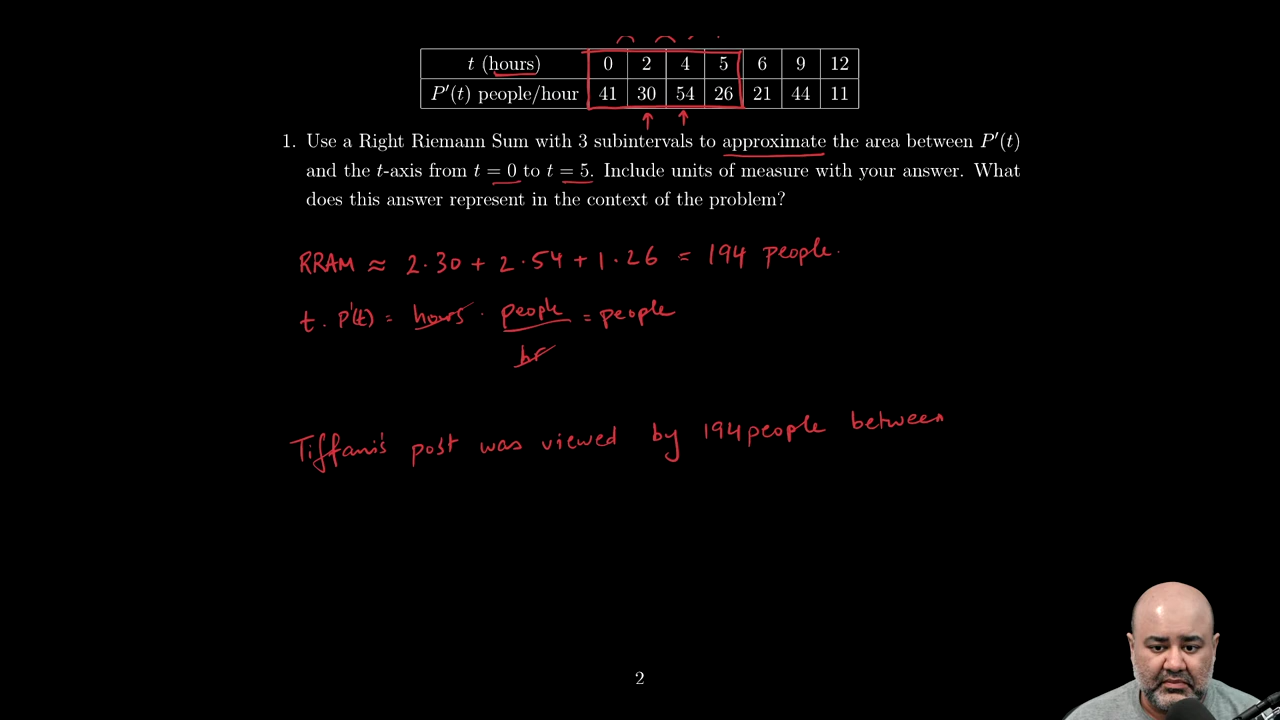 t (hours) 0 2 4 5 6 9 12
P′(t) people/hour 41 30 54 26 21 44 11
1. Use a Right Riemann Sum with 3 subintervals to approximate the area between P′(t)
and the t-axis from t = 0 to t = 5. Include units of measure with your answer. What
does this answer represent in the context of the problem?
RRAM ≈ 2·30 + 2·54 + 1·26 = 194 people.
t · P'(t) = hours · people/hr = people
Tiffani's post was viewed by 194 people between
2